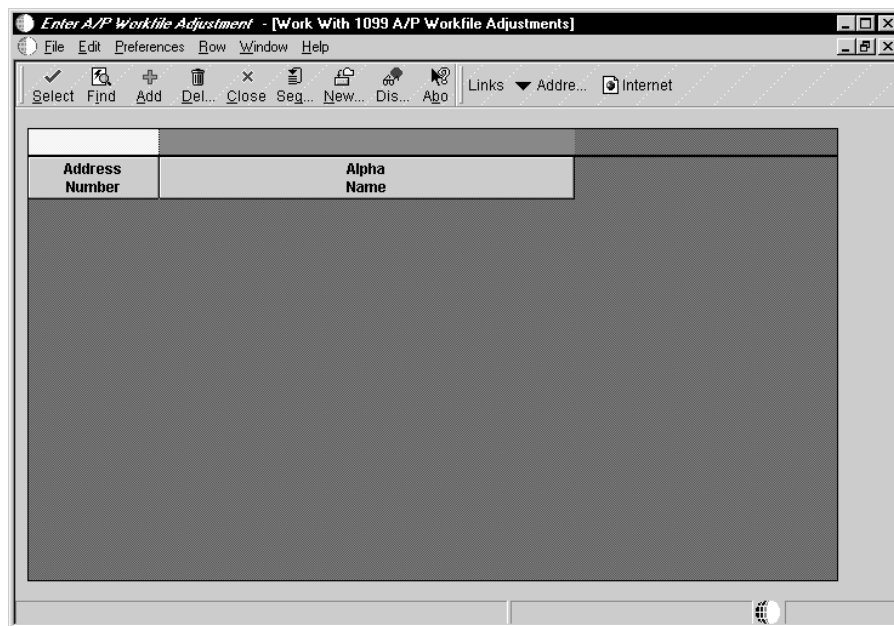 Enter A/P Workfile Adjustment - [Work With 1099 A/P Workfile Adjustments]
File Edit Preferences Row Window Help
Select Find Add Del... Close Seq... New... Dis... Abo Links Addre... Internet
Address Number
Alpha Name